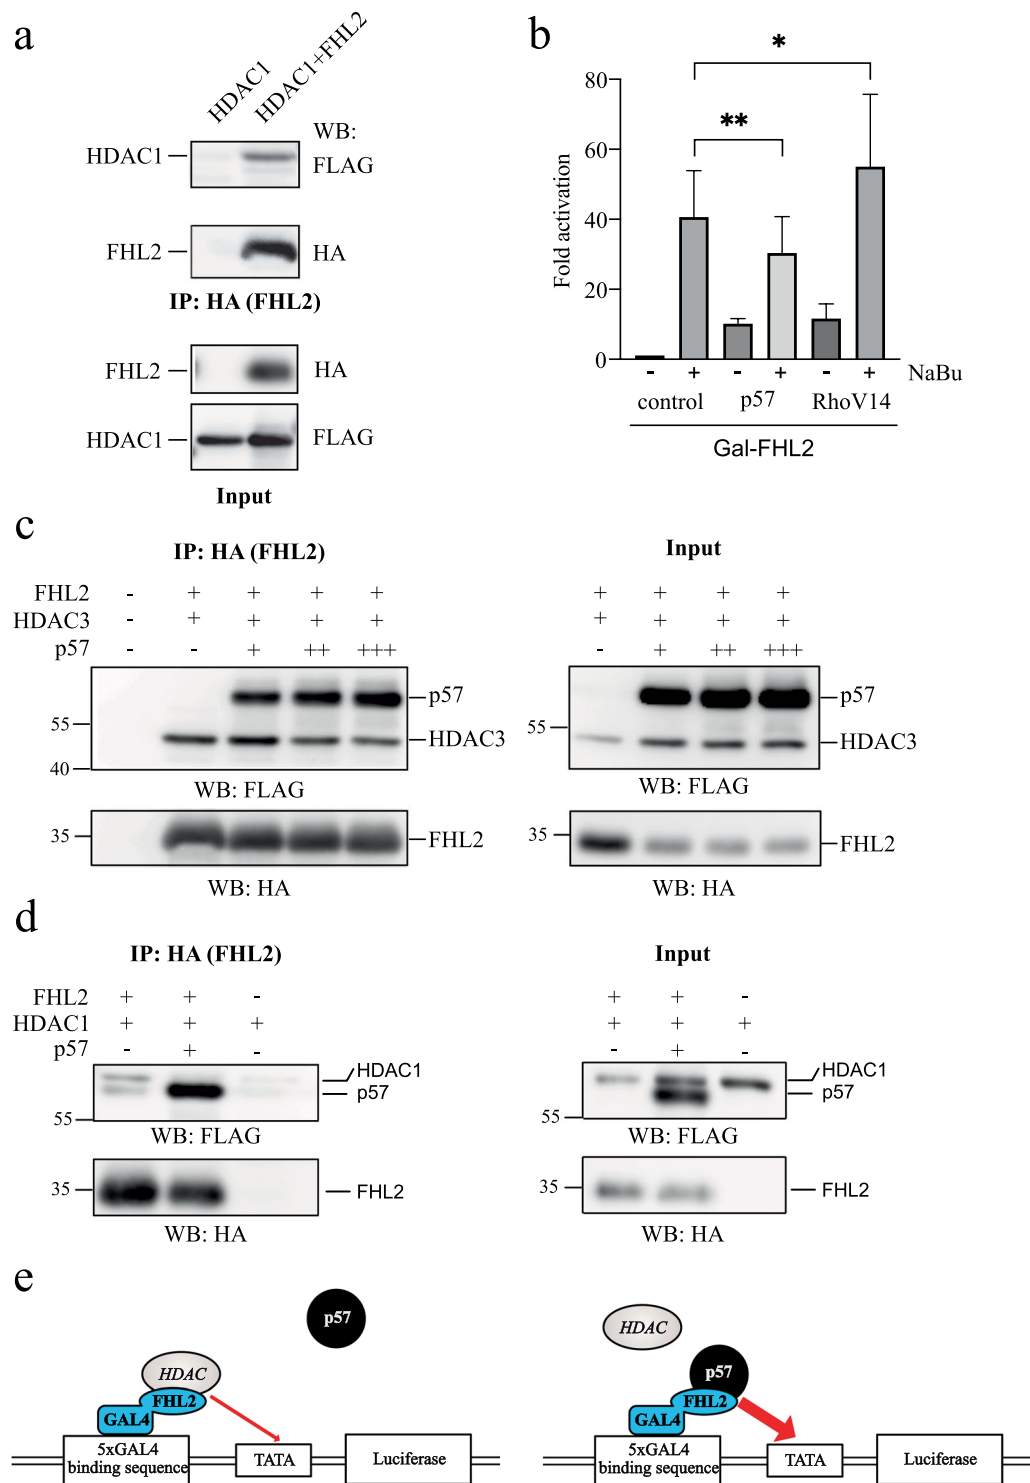 a
HDAC1
HDAC1+FHL2
WB:
HDAC1
FLAG
FHL2
HA
IP: HA (FHL2)
FHL2
HA
HDAC1
FLAG
Input
b
*
**
80
60
40
20
0
Fold activation
- + - + - +
NaBu
control p57 RhoV14
Gal-FHL2
c
IP: HA (FHL2)
FHL2 - + + + +
HDAC3 - + + + +
p57 - - + ++ +++
p57
55
HDAC3
40
WB: FLAG
35
FHL2
WB: HA
Input
+ + + +
+ + + +
- + ++ +++
p57
55
HDAC3
WB: FLAG
35
FHL2
WB: HA
d
IP: HA (FHL2)
FHL2 + + -
HDAC1 + + +
p57 - + -
HDAC1
p57
55
WB: FLAG
35
FHL2
WB: HA
Input
+ + -
+ + +
- + -
HDAC1
p57
55
WB: FLAG
35
FHL2
WB: HA
e
p57
HDAC
FHL2
GAL4
5xGAL4
binding sequence
TATA
Luciferase
HDAC
p57
FHL2
GAL4
5xGAL4
binding sequence
TATA
Luciferase